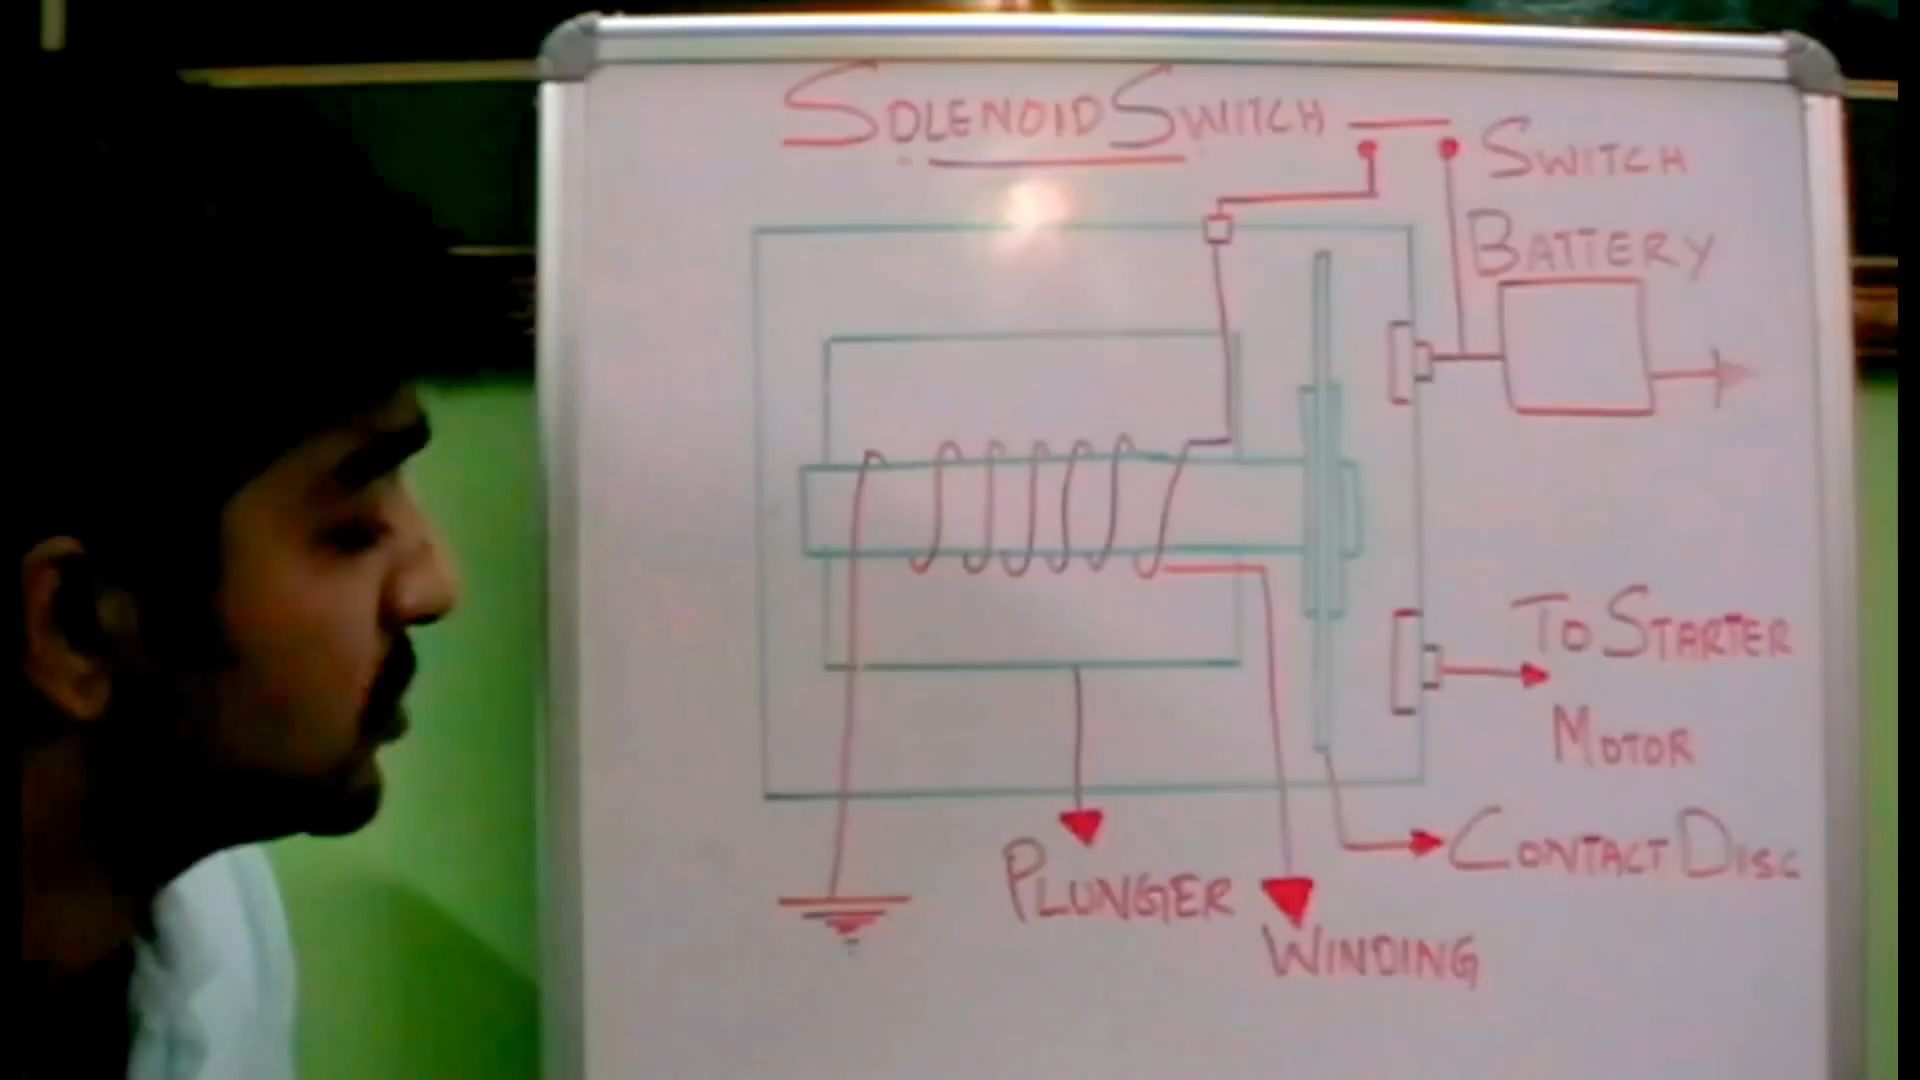 SOLENOID SWITCH
SWITCH
BATTERY
TO STARTER
MOTOR
CONTACT DISC
PLUNGER
WINDING